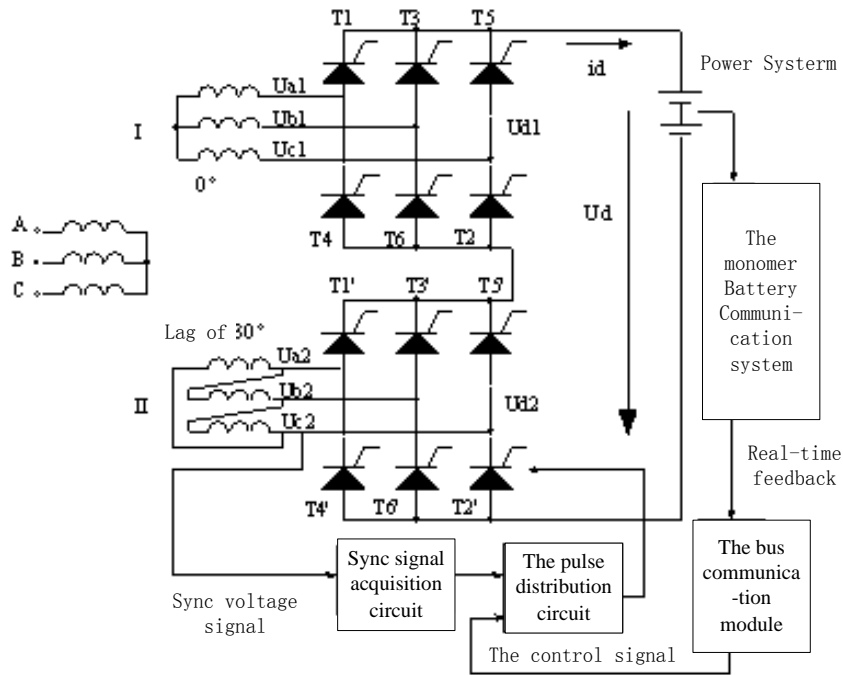 T1 T3 T5
id
Power Systerm
Ua1
Ub1
Uc1
I
Ud1
0°
Ud
A
B
C
T4 T6 T2
The
monomer
Battery
Communi-
cation
system
T1' T3' T5'
Lag of 30°
Ua2
Ub2
Uc2
II
Ud2
Real-time
feedback
T4' T6' T2'
Sync signal
acquisition
circuit
The pulse
distribution
circuit
The bus
communica
-tion
module
Sync voltage
signal
The control signal